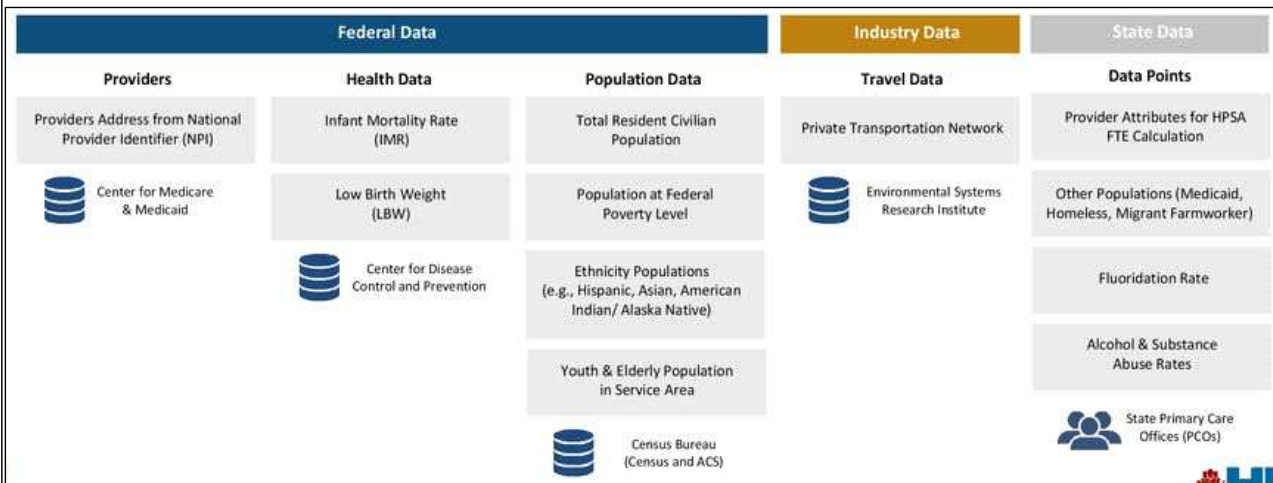 Federal Data
Industry Data
State Data
Providers
Health Data
Population Data
Travel Data
Data Points
Providers Address from National
Provider Identifier (NPI)
Center for Medicare
& Medicaid
Infant Mortality Rate
(IMR)
Low Birth Weight
(LBW)
Center for Disease
Control and Prevention
Total Resident Civilian
Population
Population at Federal
Poverty Level
Ethnicity Populations
(e.g., Hispanic, Asian, American
Indian/ Alaska Native)
Youth & Elderly Population
in Service Area
Census Bureau
(Census and ACS)
Private Transportation Network
Environmental Systems
Research Institute
Provider Attributes for HPSA
FTE Calculation
Other Populations (Medicaid,
Homeless, Migrant Farmworker)
Fluoridation Rate
Alcohol & Substance
Abuse Rates
State Primary Care
Offices (PCOs)